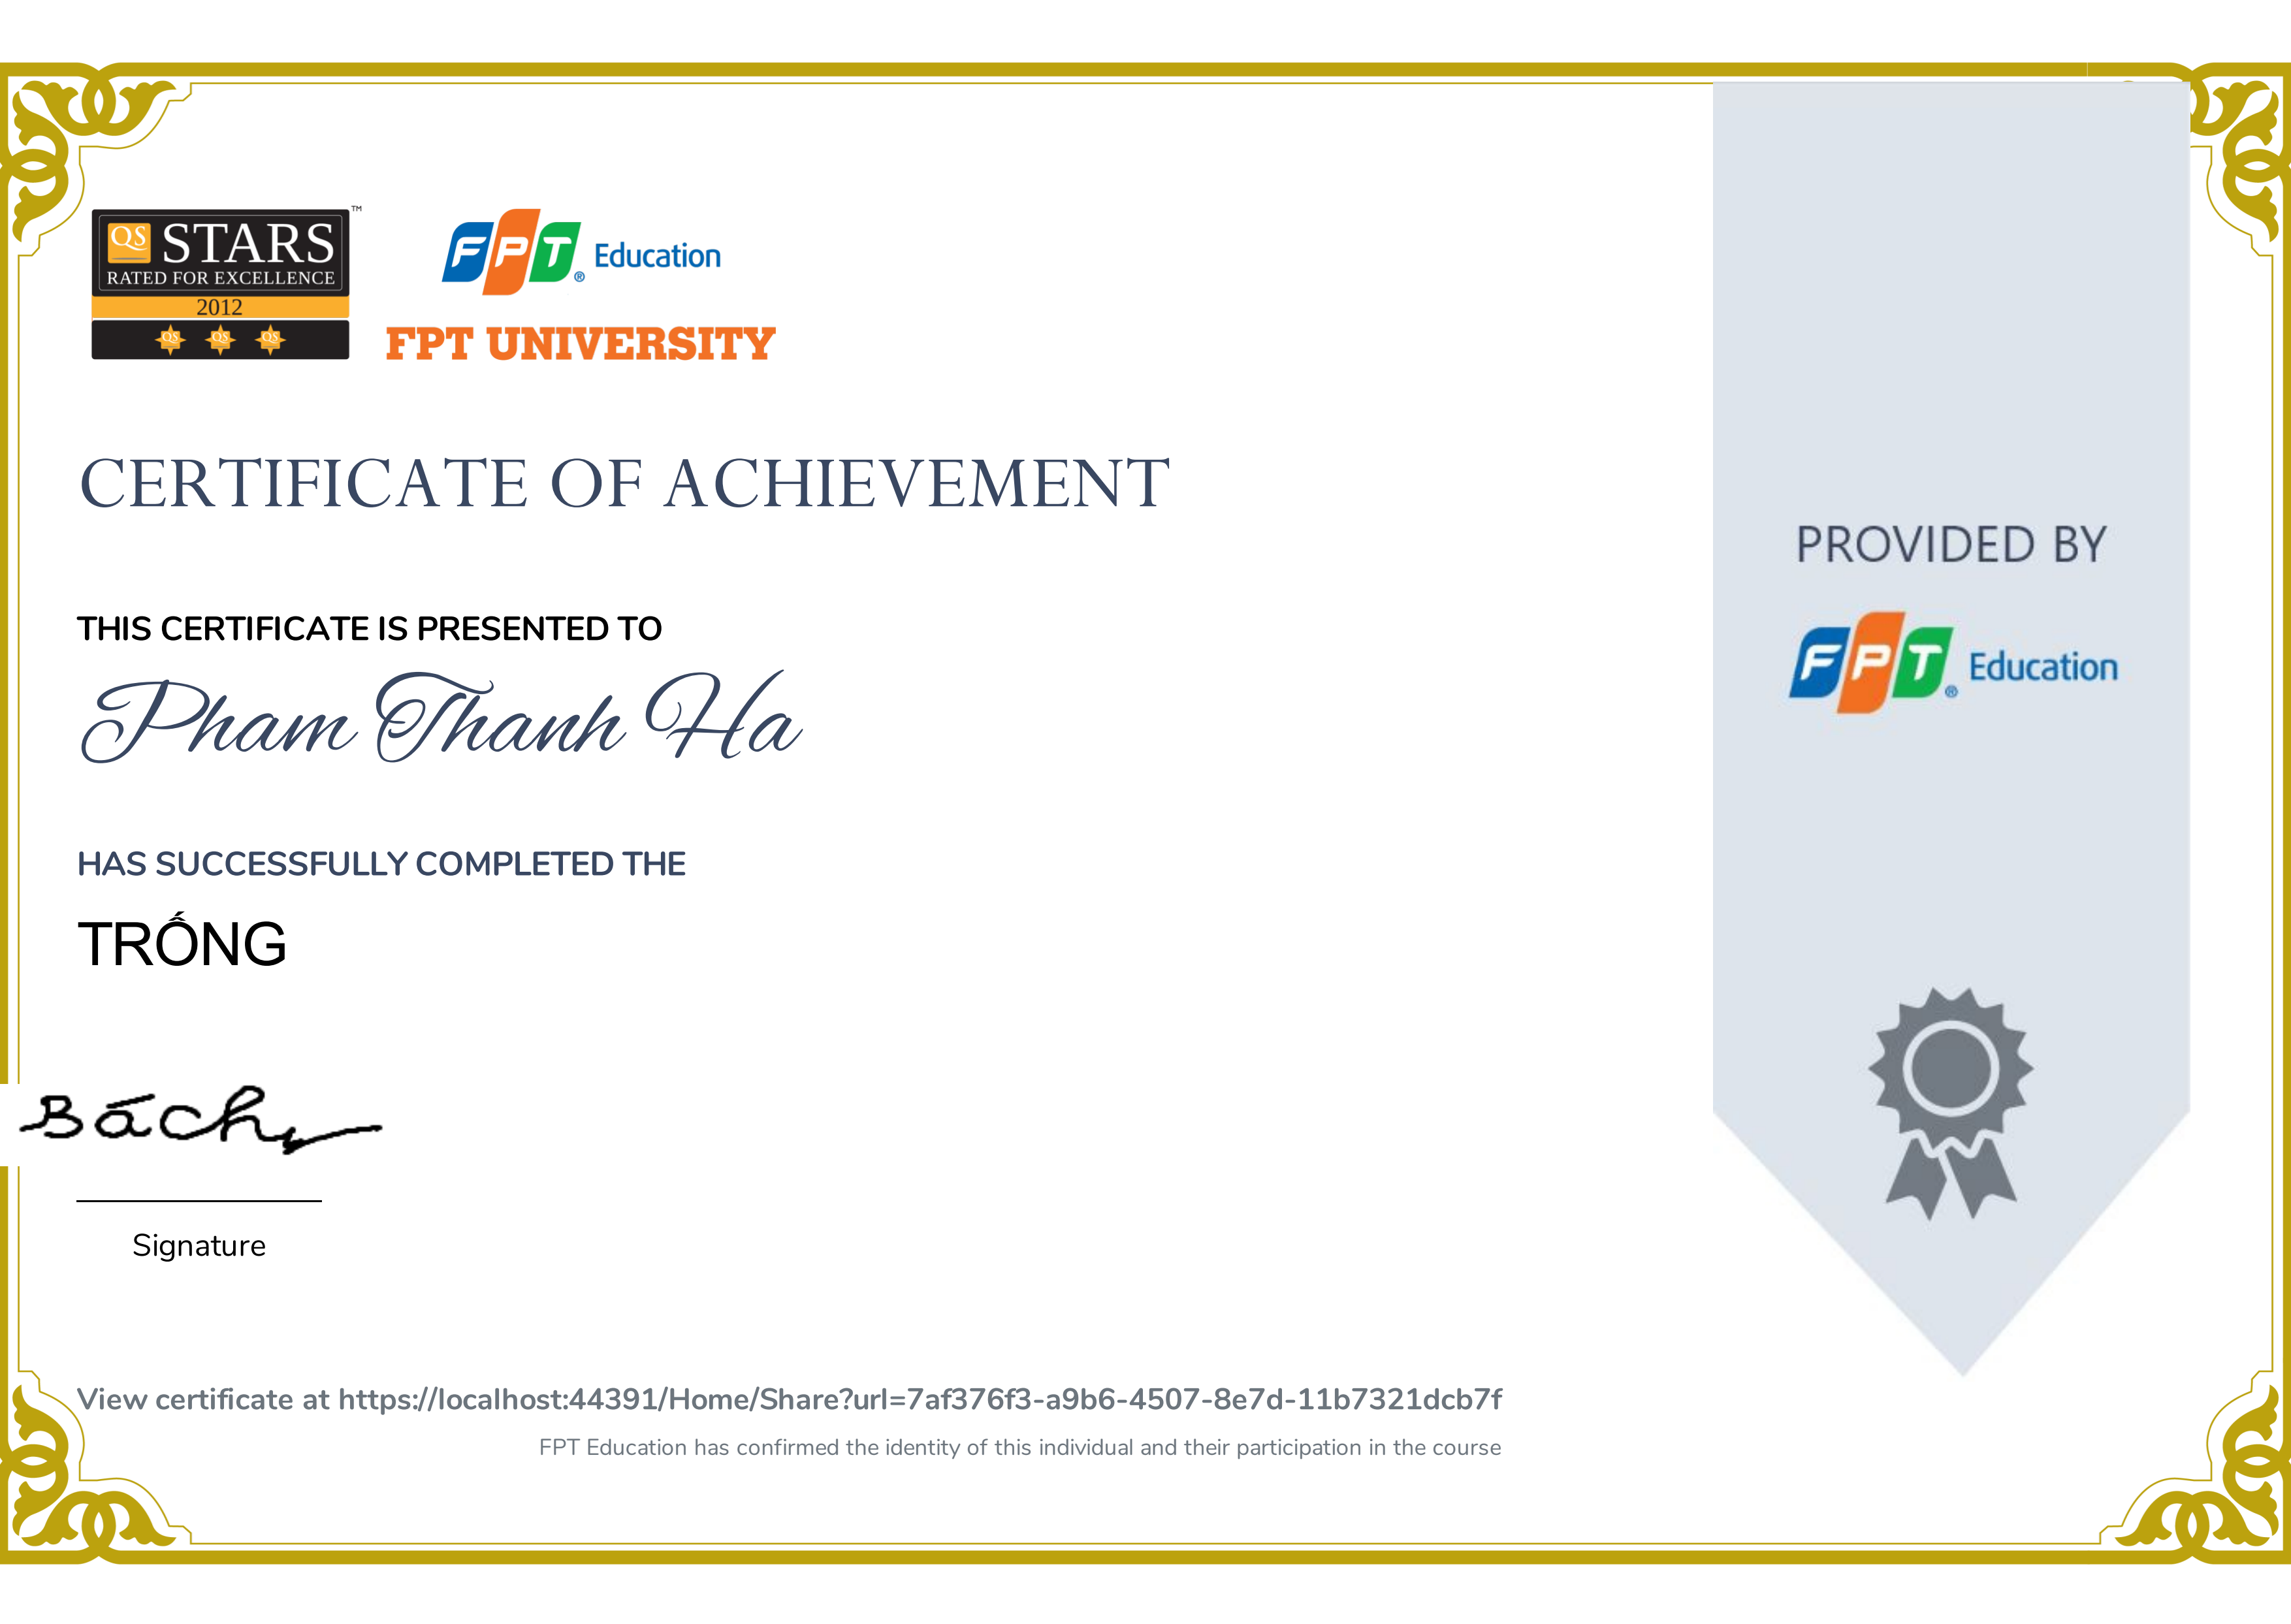 QS STARS™
RATED FOR EXCELLENCE
2012
QS QS QS
FPT® Education
FPT UNIVERSITY
CERTIFICATE OF ACHIEVEMENT
THIS CERTIFICATE IS PRESENTED TO
Pham Thanh Ha
HAS SUCCESSFULLY COMPLETED THE
TRỐNG
Bách
Signature
View certificate at https://localhost:44391/Home/Share?url=7af376f3-a9b6-4507-8e7d-11b7321dcb7f
FPT Education has confirmed the identity of this individual and their participation in the course
PROVIDED BY
FPT® Education